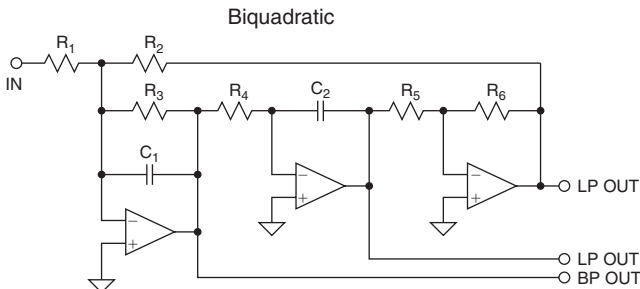 Biquadratic
R1
R2
IN
R3
R4
C2
R5
R6
C1
−
+
−
+
−
+
LP OUT
LP OUT
BP OUT